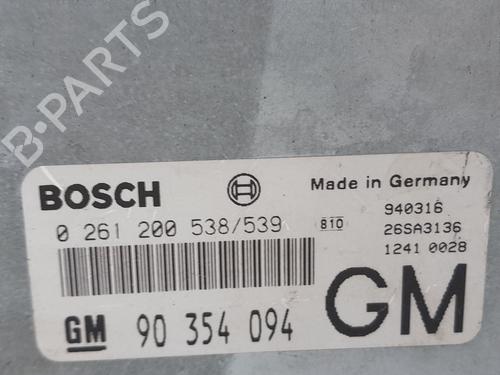 B-PARTS
BOSCH
Made in Germany
0 261 200 538/539
810
940316
26SA3136
1241 0028
GM 90 354 094
GM